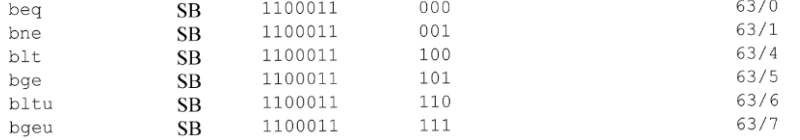 beq SB 1100011 000 63/0
bne SB 1100011 001 63/1
blt SB 1100011 100 63/4
bge SB 1100011 101 63/5
bltu SB 1100011 110 63/6
bgeu SB 1100011 111 63/7